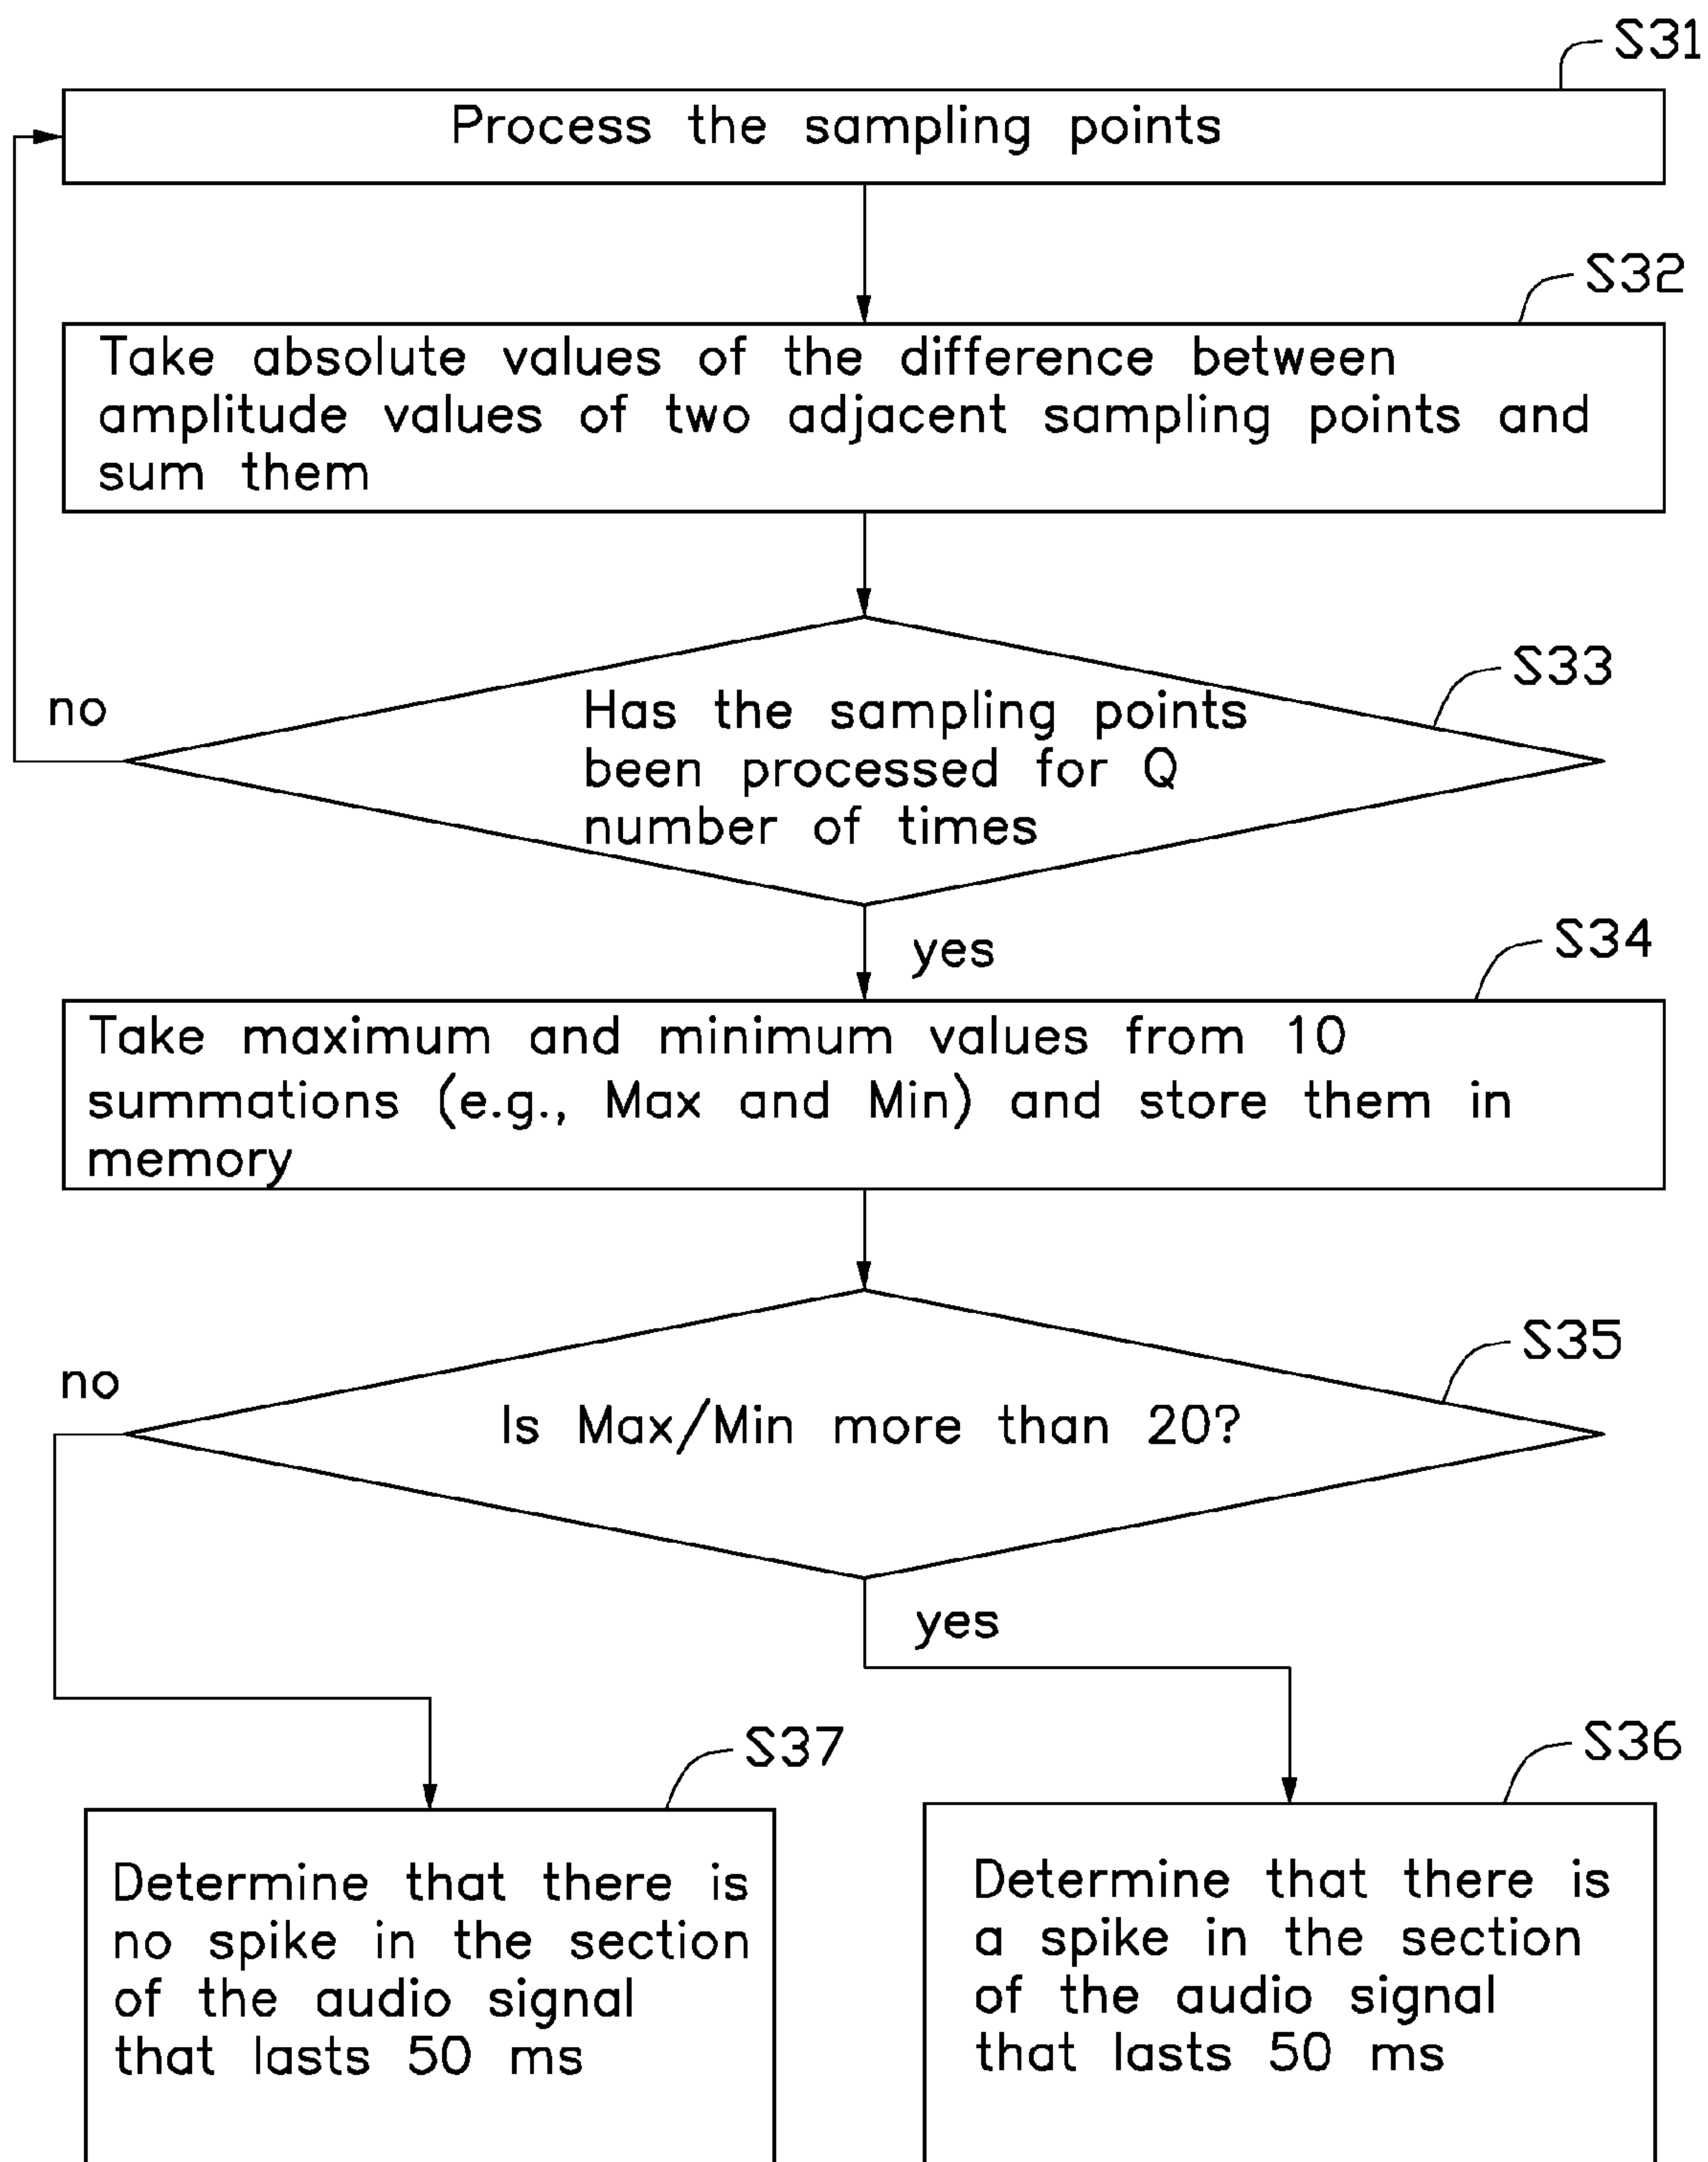 S31
Process the sampling points
S32
Take absolute values of the difference between
amplitude values of two adjacent sampling points and
sum them
S33
no
Has the sampling points
been processed for Q
number of times
yes
S34
Take maximum and minimum values from 10
summations (e.g., Max and Min) and store them in
memory
S35
no
Is Max/Min more than 20?
yes
S37
S36
Determine that there is
no spike in the section
of the audio signal
that lasts 50 ms
Determine that there is
a spike in the section
of the audio signal
that lasts 50 ms